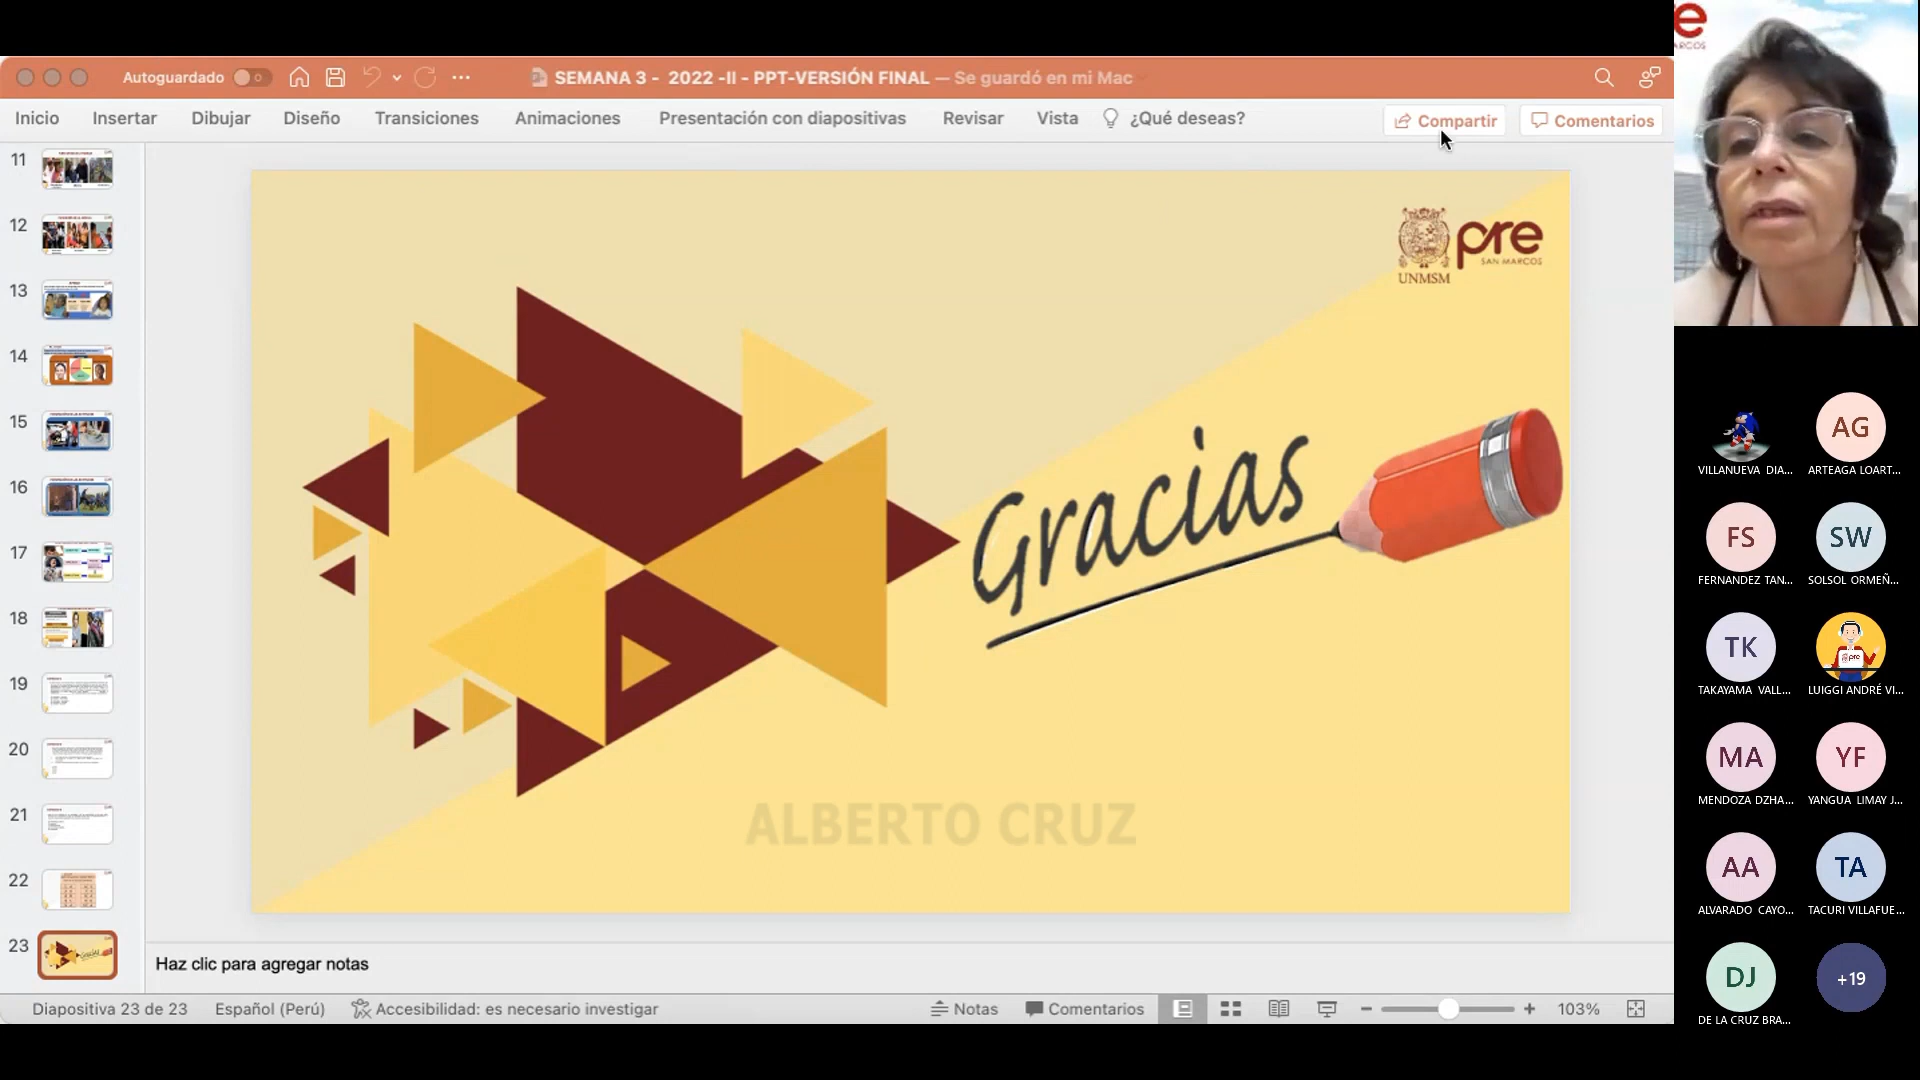 Autoguardado
SEMANA 3 - 2022 -II - PPT-VERSIÓN FINAL — Se guardó en mi Mac
Inicio Insertar Dibujar Diseño Transiciones Animaciones Presentación con diapositivas Revisar Vista ¿Qué deseas? Compartir Comentarios
11
12
13
14
15
16
17
18
19
20
21
22
23
UNMSM
pre
SAN MARCOS
Gracias
ALBERTO CRUZ
Haz clic para agregar notas
Diapositiva 23 de 23 Español (Perú) Accesibilidad: es necesario investigar Notas Comentarios 103%
VILLANUEVA DIA...
AG
ARTEAGA LOART...
FS
FERNANDEZ TAN...
SW
SOLSOL ORMEÑ...
TK
TAKAYAMA VALL...
LUIGGI ANDRÉ VI...
MA
MENDOZA DZHA...
YF
YANGUA LIMAY J...
AA
ALVARADO CAYO...
TA
TACURI VILLAFUE...
DJ
DE LA CRUZ BRA...
+19